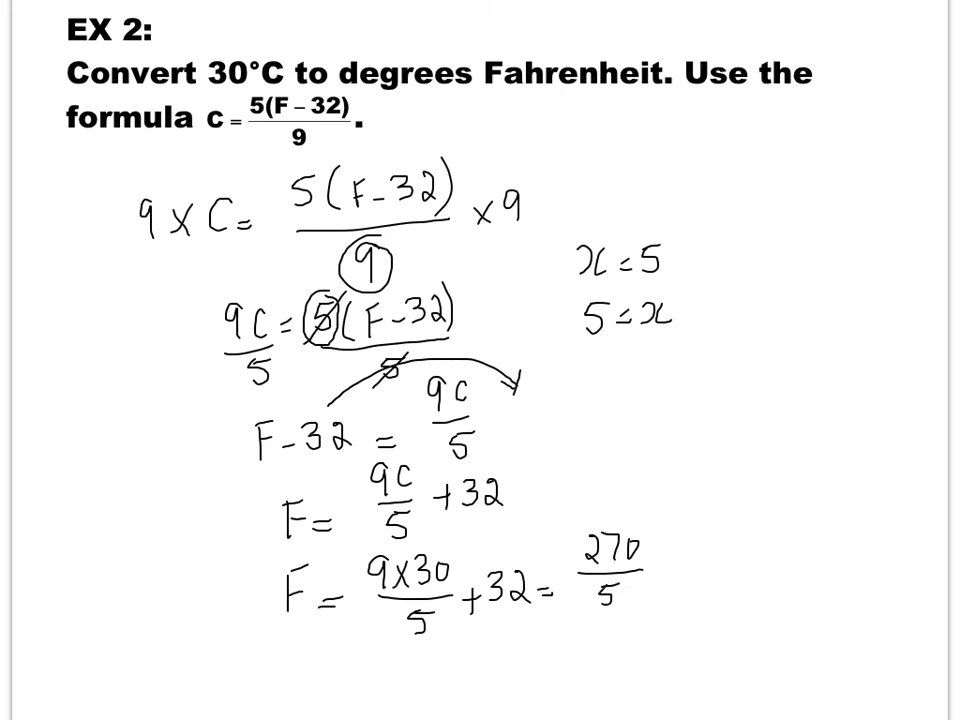 EX 2:
Convert 30°C to degrees Fahrenheit. Use the
formula c = 5(F – 32) / 9 .
9 x C = 5(F - 32) / 9 x 9
x = 5
9C / 5 = 5(F - 32) / 5
5 = x
F - 32 = 9C / 5
F = 9C / 5 + 32
F = 9x30 / 5 + 32 = 270 / 5